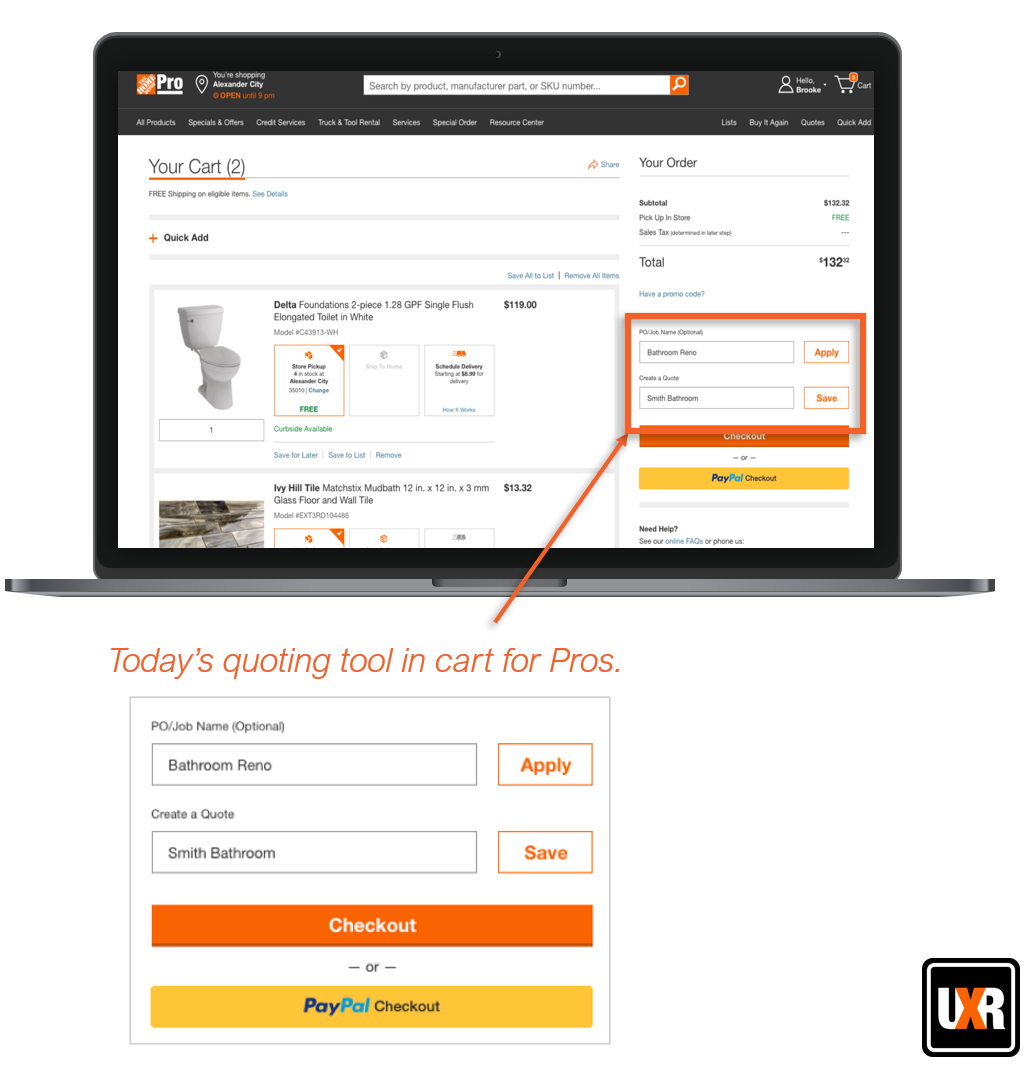 THE HOME DEPOT
Pro
You're shopping
Alexander City
OPEN until 9 pm
Search by product, manufacturer part, or SKU number...
Hello,
Brooke
2
Cart
All Products Specials & Offers Credit Services Truck & Tool Rental Services Special Order Resource Center Lists Buy It Again Quotes Quick Add
Your Cart (2)
Share
FREE Shipping on eligible items. See Details
+ Quick Add
Save All to List | Remove All Items
Delta Foundations 2-piece 1.28 GPF Single Flush
Elongated Toilet in White
$119.00
Model #C43913-WH
Store Pickup
4 in stock at
Alexander City
35010 | Change
FREE
Ship To Home
Schedule Delivery
Starting at $8.99 for
delivery
How It Works
1
Curbside Available
Save for Later | Save to List | Remove
Ivy Hill Tile Matchstix Mudbath 12 in. x 12 in. x 3 mm
Glass Floor and Wall Tile
$13.32
Model #EXT3RD104486
Your Order
Subtotal $132.32
Pick Up In Store FREE
Sales Tax (determined in later step) ---
Total $13232
Have a promo code?
PO/Job Name (Optional)
Bathroom Reno Apply
Create a Quote
Smith Bathroom Save
Checkout
— or —
PayPal Checkout
Need Help?
See our online FAQs or phone us:
Today's quoting tool in cart for Pros.
PO/Job Name (Optional)
Bathroom Reno Apply
Create a Quote
Smith Bathroom Save
Checkout
— or —
PayPal Checkout
UXR